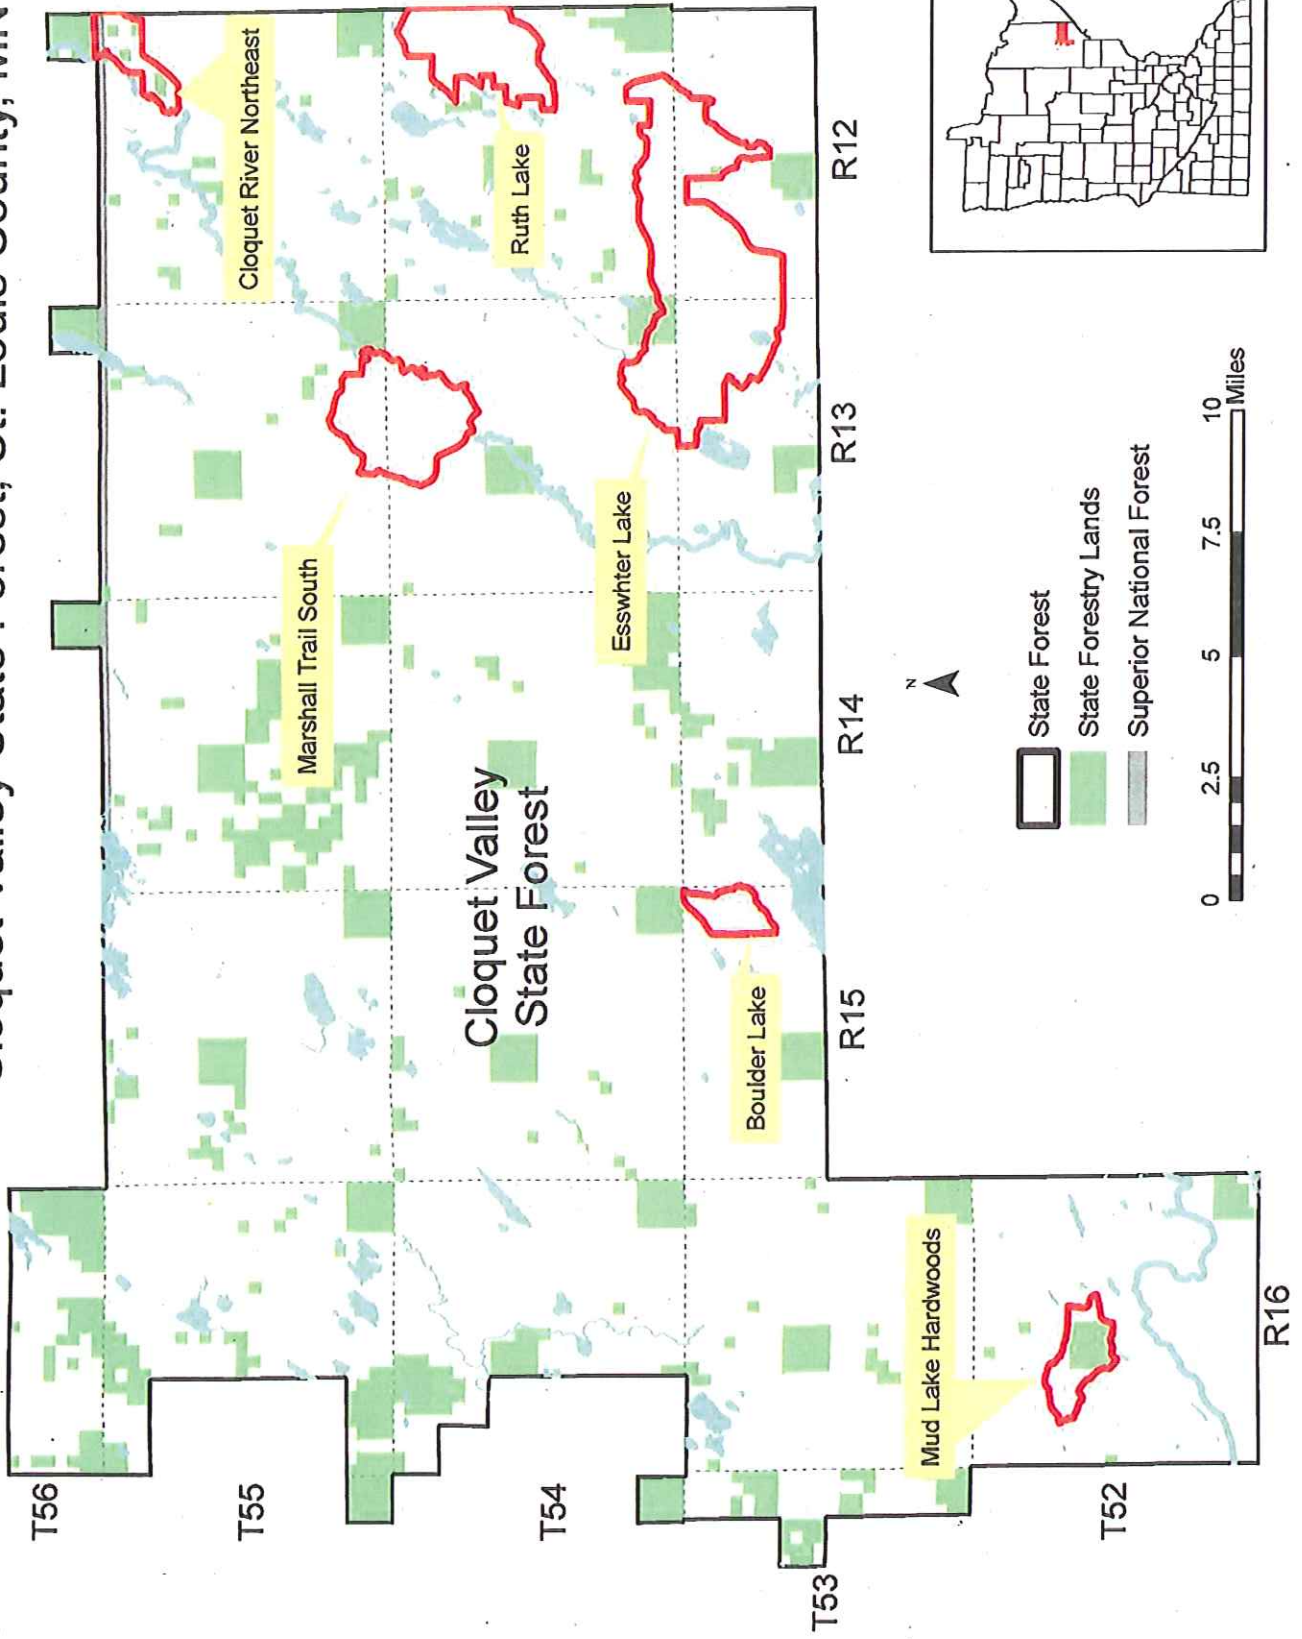 Cloquet Valley State Forest, St. Louis County, MN
T56
T55
T54
T53
T52
Cloquet River Northeast
Marshall Trail South
Ruth Lake
Cloquet Valley
State Forest
Esswhter Lake
Boulder Lake
Mud Lake Hardwoods
R16
R15
R14
R13
R12
N
State Forest
State Forestry Lands
Superior National Forest
0 2.5 5 7.5 10
Miles